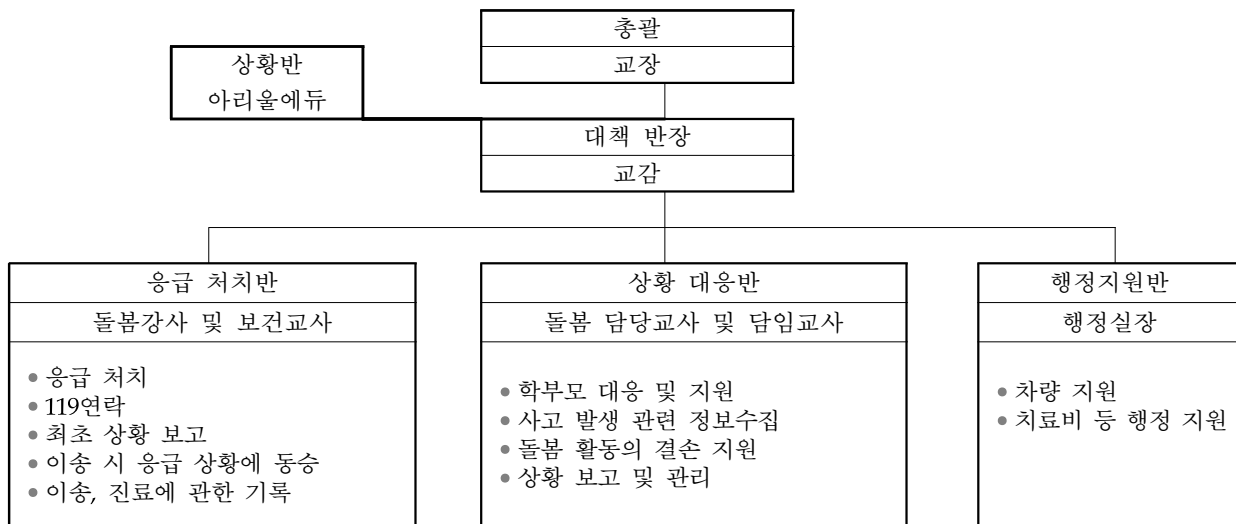 총괄
교장
상황반
아리울에듀
대책 반장
교감
응급 처치반
돌봄강사 및 보건교사
● 응급 처치
● 119연락
● 최초 상황 보고
● 이송 시 응급 상황에 동승
● 이송, 진료에 관한 기록
상황 대응반
돌봄 담당교사 및 담임교사
● 학부모 대응 및 지원
● 사고 발생 관련 정보수집
● 돌봄 활동의 결손 지원
● 상황 보고 및 관리
행정지원반
행정실장
● 차량 지원
● 치료비 등 행정 지원